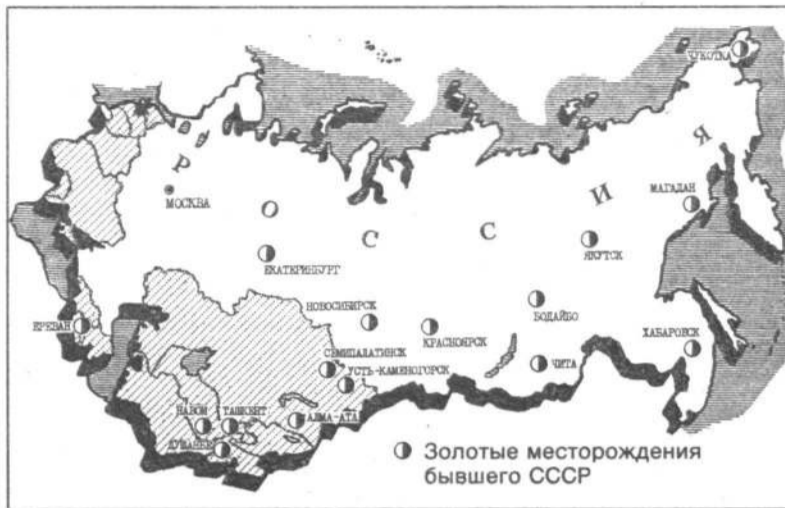 ЧУКОТКА
Р О С С И Я
МОСКВА
МАГАДАН
ЯКУТСК
ЕКАТЕРИНБУРГ
НОВОСИБИРСК
БОДАЙБО
ЕРЕВАН
КРАСНОЯРСК
ХАБАРОВСК
СЕМИПАЛАТИНСК
ЧИТА
УСТЬ-КАМЕНОГОРСК
НАВОИ
ТАШКЕНТ
АЛМА-АТА
ДУШАНБЕ
Золотые месторождения
бывшего СССР